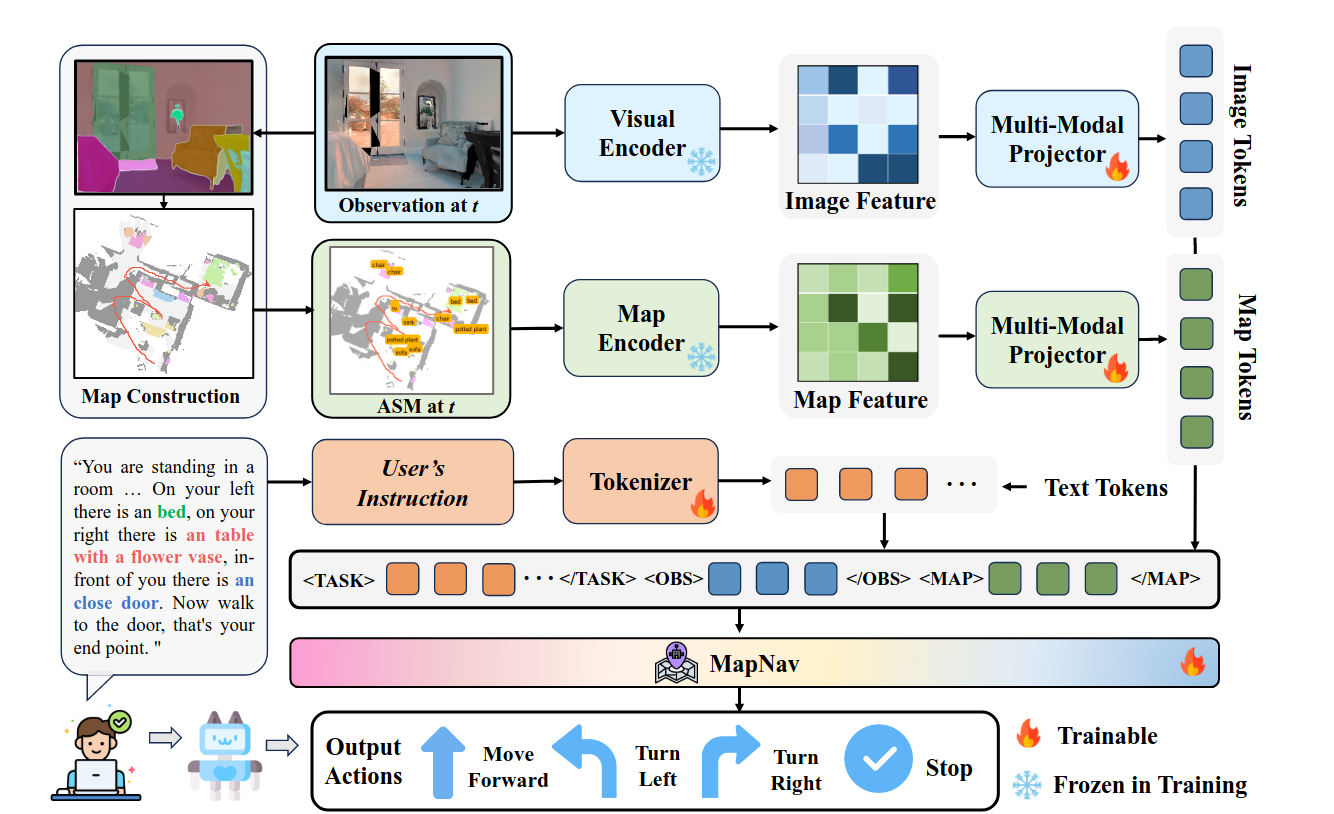 Observation at t
Visual
Encoder
Image Feature
Multi-Modal
Projector
Image Tokens
Map Construction
chair
chair
tv
bed
bed
sink
chair
potted plant
potted plant
sofa
sofa
ASM at t
Map
Encoder
Map Feature
Multi-Modal
Projector
Map Tokens
“You are standing in a
room … On your left
there is an bed, on your
right there is an table
with a flower vase, in-
front of you there is an
close door. Now walk
to the door, that's your
end point. "
User’s
Instruction
Tokenizer
···
Text Tokens
<TASK> ··· </TASK> <OBS> </OBS> <MAP> </MAP>
MapNav
Output
Actions
Move
Forward
Turn
Left
Turn
Right
Stop
Trainable
Frozen in Training